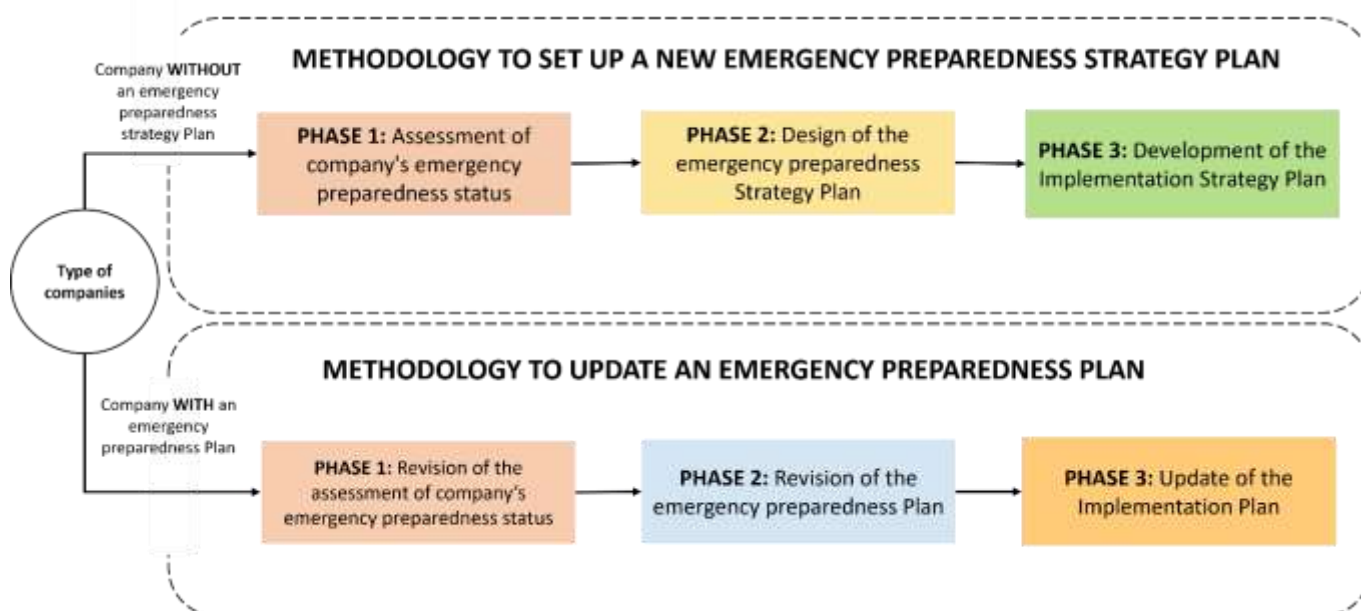 METHODOLOGY TO SET UP A NEW EMERGENCY PREPAREDNESS STRATEGY PLAN
Company WITHOUT
an emergency
preparedness
strategy Plan
PHASE 1: Assessment of
company's emergency
preparedness status
PHASE 2: Design of the
emergency preparedness
Strategy Plan
PHASE 3: Development of the
Implementation Strategy Plan
Type of
companies
METHODOLOGY TO UPDATE AN EMERGENCY PREPAREDNESS PLAN
Company WITH an
emergency
preparedness Plan
PHASE 1: Revision of the
assessment of company's
emergency preparedness status
PHASE 2: Revision of the
emergency preparedness Plan
PHASE 3: Update of the
Implementation Plan